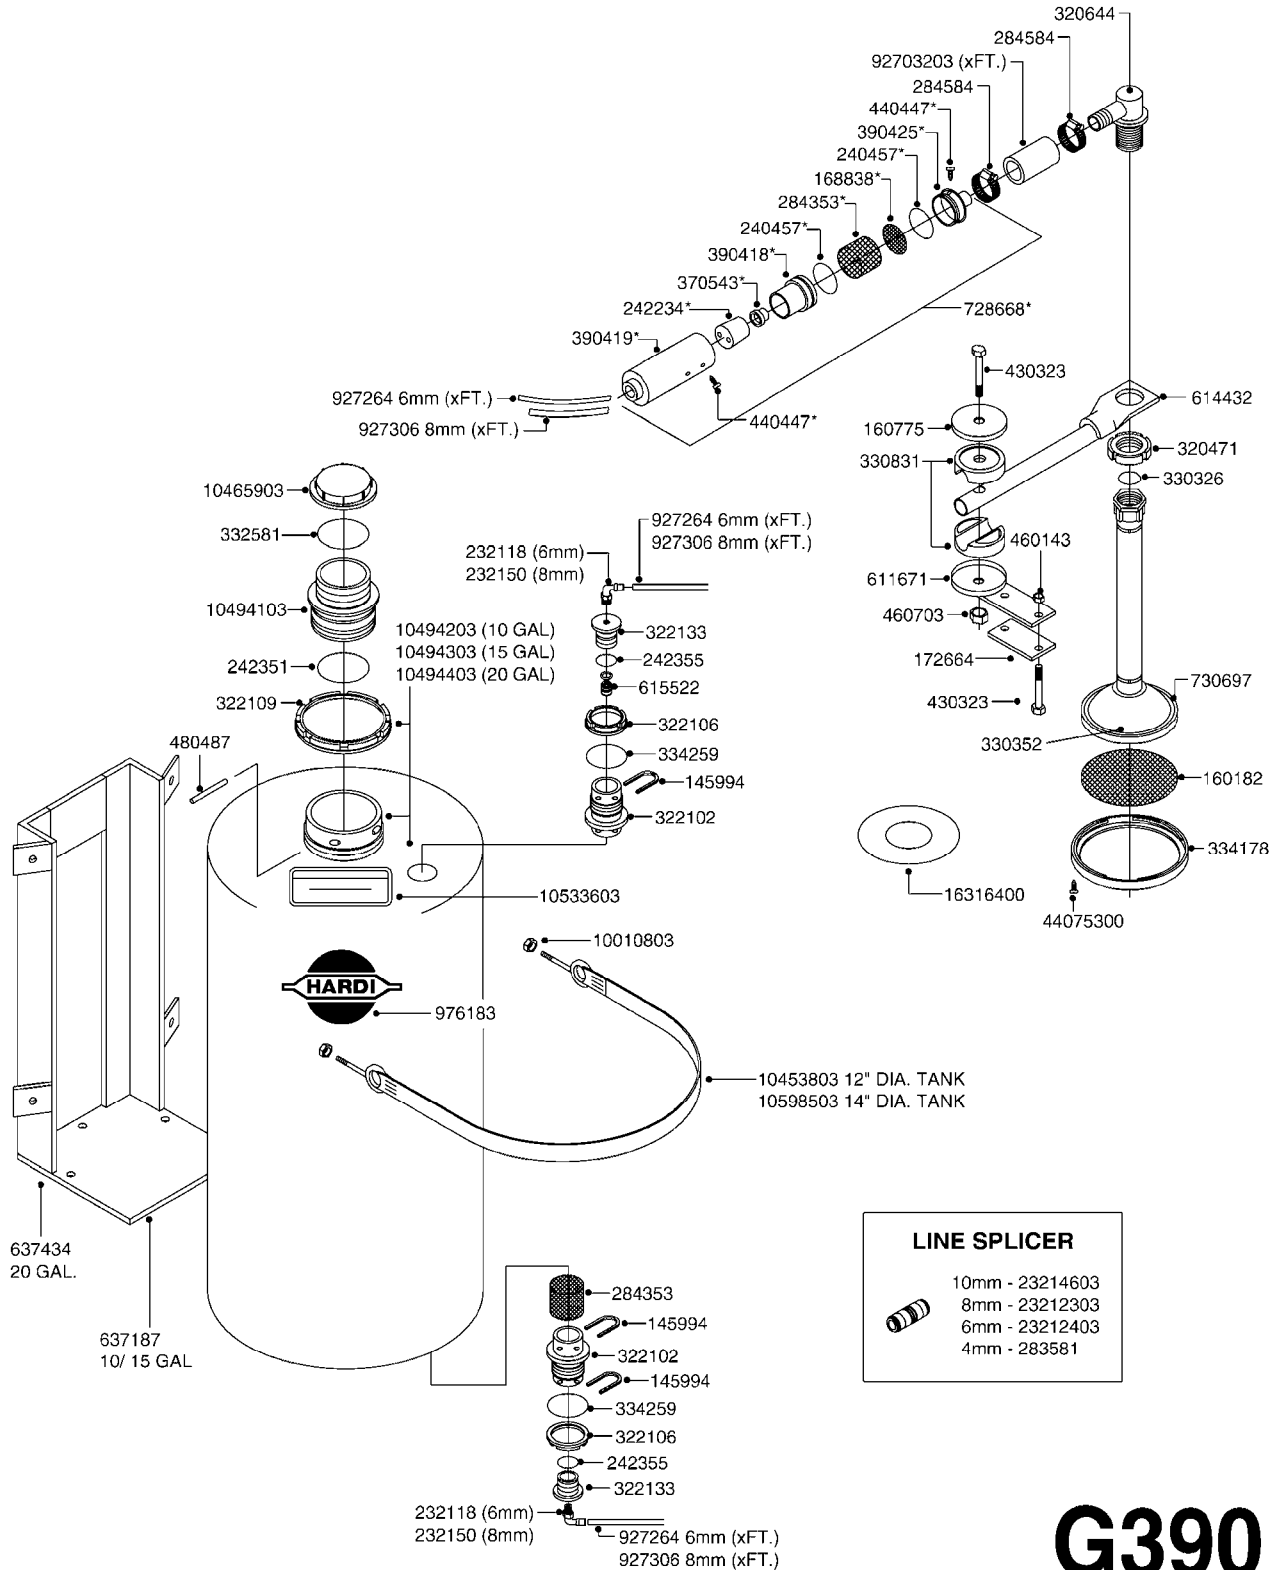 320644
284584
92703203 (xFT.)
284584
440447*
390425*
240457*
168838*
284353*
240457*
390418*
370543*
242234*
390419*
728668*
927264 6mm (xFT.)
927306 8mm (xFT.)
440447*
430323
614432
160775
320471
330831
330326
460143
611671
460703
172664
430323
730697
330352
160182
334178
16316400
44075300
10465903
332581
10494103
242351
322109
480487
10494203 (10 GAL)
10494303 (15 GAL)
10494403 (20 GAL)
927264 6mm (xFT.)
927306 8mm (xFT.)
232118 (6mm)
232150 (8mm)
322133
242355
615522
322106
334259
145994
322102
10533603
10010803
HARDI
976183
10453803 12" DIA. TANK
10598503 14" DIA. TANK
637434
20 GAL.
637187
10/ 15 GAL
284353
145994
322102
145994
334259
322106
242355
322133
232118 (6mm)
232150 (8mm)
927264 6mm (xFT.)
927306 8mm (xFT.)
LINE SPLICER
10mm - 23214603
8mm - 23212303
6mm - 23212403
4mm - 283581
G390